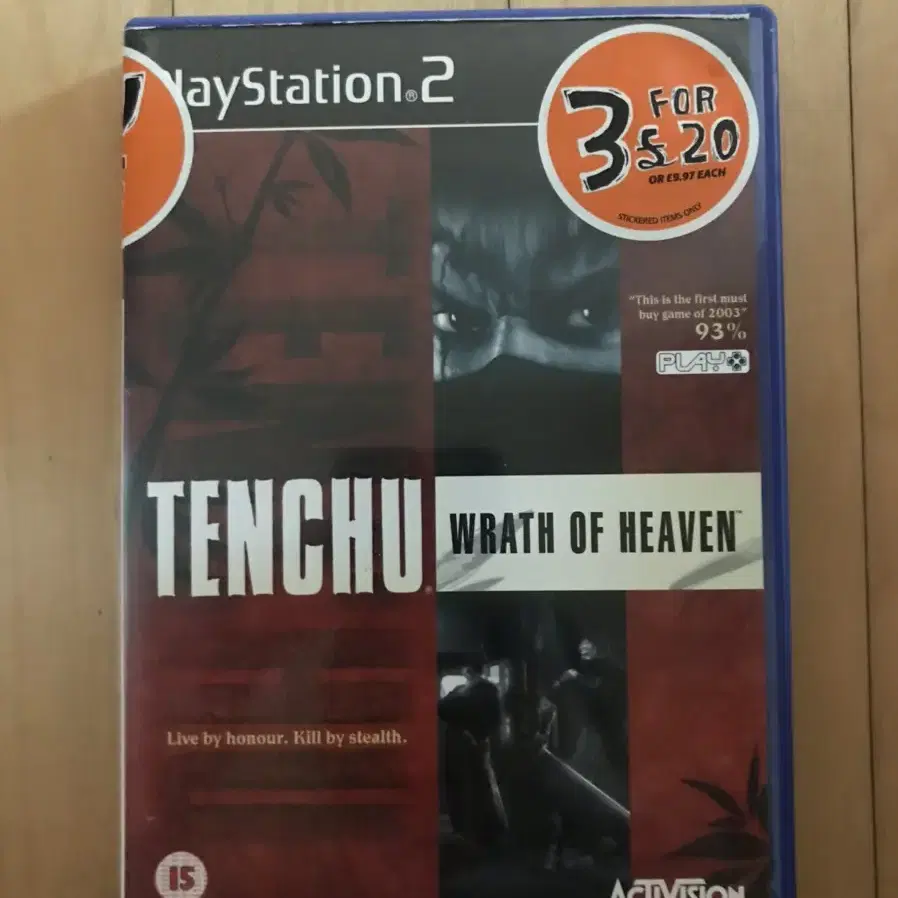 PlayStation®2
3 FOR
£20
OR £9.97 EACH
STICKERED ITEMS ONLY
"This is the first must
buy game of 2003"
93%
PLAY
TENCHU®
WRATH OF HEAVEN™
Live by honour. Kill by stealth.
15
ACTIVISION